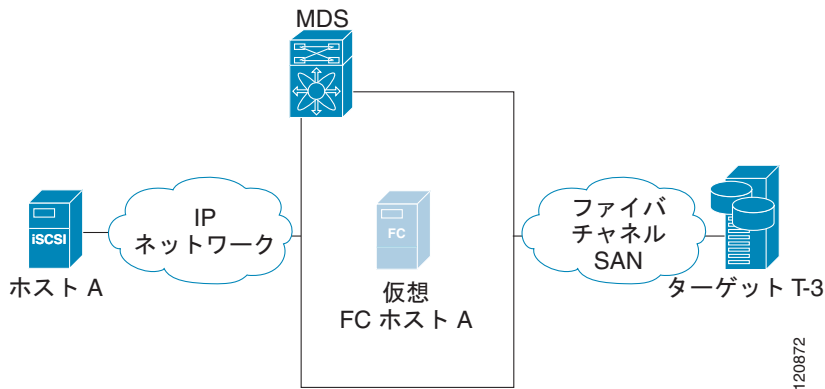 MDS
iSCSI
ホスト A
IP
ネットワーク
FC
仮想
FC ホスト A
ファイバ
チャネル
SAN
ターゲット T-3
120872